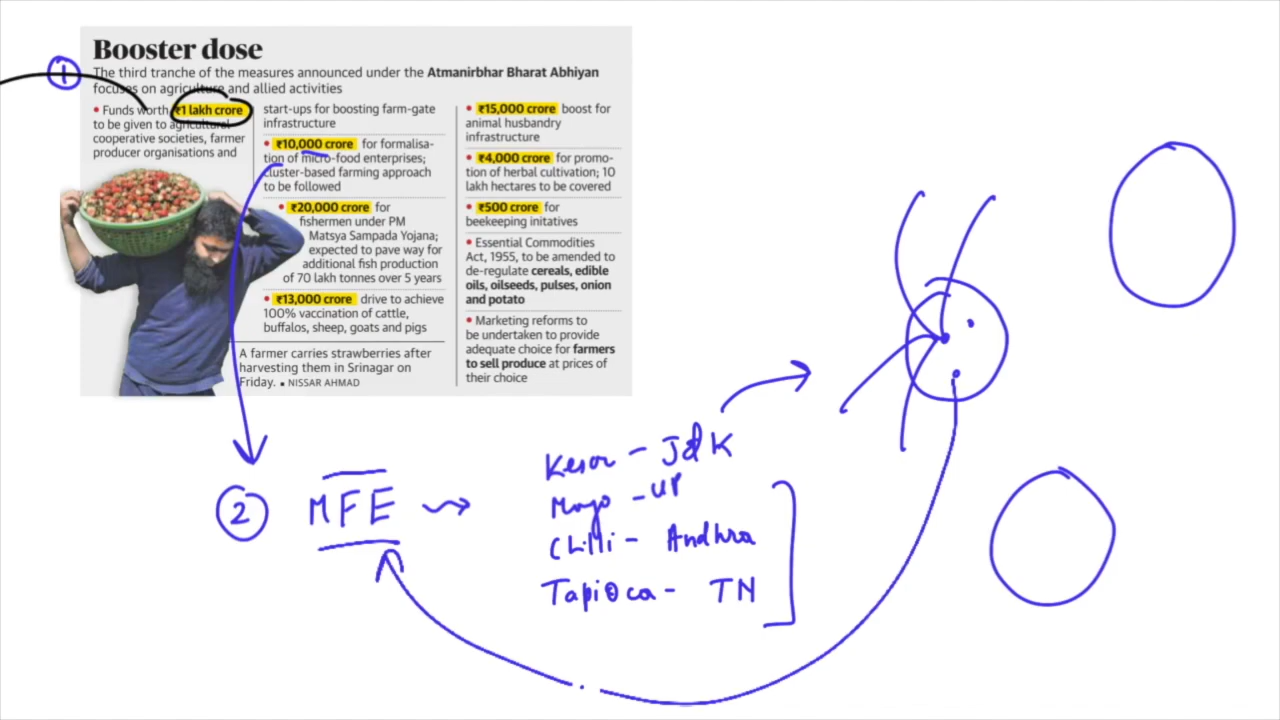 Booster dose
The third tranche of the measures announced under the Atmanirbhar Bharat Abhiyan
focuses on agriculture and allied activities
1
• Funds worth ₹1 lakh crore
to be given to agricultural
cooperative societies, farmer
producer organisations and
start-ups for boosting farm-gate
infrastructure
• ₹10,000 crore for formalisa-
tion of micro-food enterprises;
cluster-based farming approach
to be followed
• ₹20,000 crore for
fishermen under PM
Matsya Sampada Yojana;
expected to pave way for
additional fish production
of 70 lakh tonnes over 5 years
• ₹13,000 crore drive to achieve
100% vaccination of cattle,
buffalos, sheep, goats and pigs
A farmer carries strawberries after
harvesting them in Srinagar on
Friday. • NISSAR AHMAD
• ₹15,000 crore boost for
animal husbandry
infrastructure
• ₹4,000 crore for promo-
tion of herbal cultivation; 10
lakh hectares to be covered
• ₹500 crore for
beekeeping initatives
• Essential Commodities
Act, 1955, to be amended to
de-regulate cereals, edible
oils, oilseeds, pulses, onion
and potato
• Marketing reforms to
be undertaken to provide
adequate choice for farmers
to sell produce at prices of
their choice
2 MFE
Kesar - J&K
Mango - UP
Chilli - Andhra
Tapioca - TN